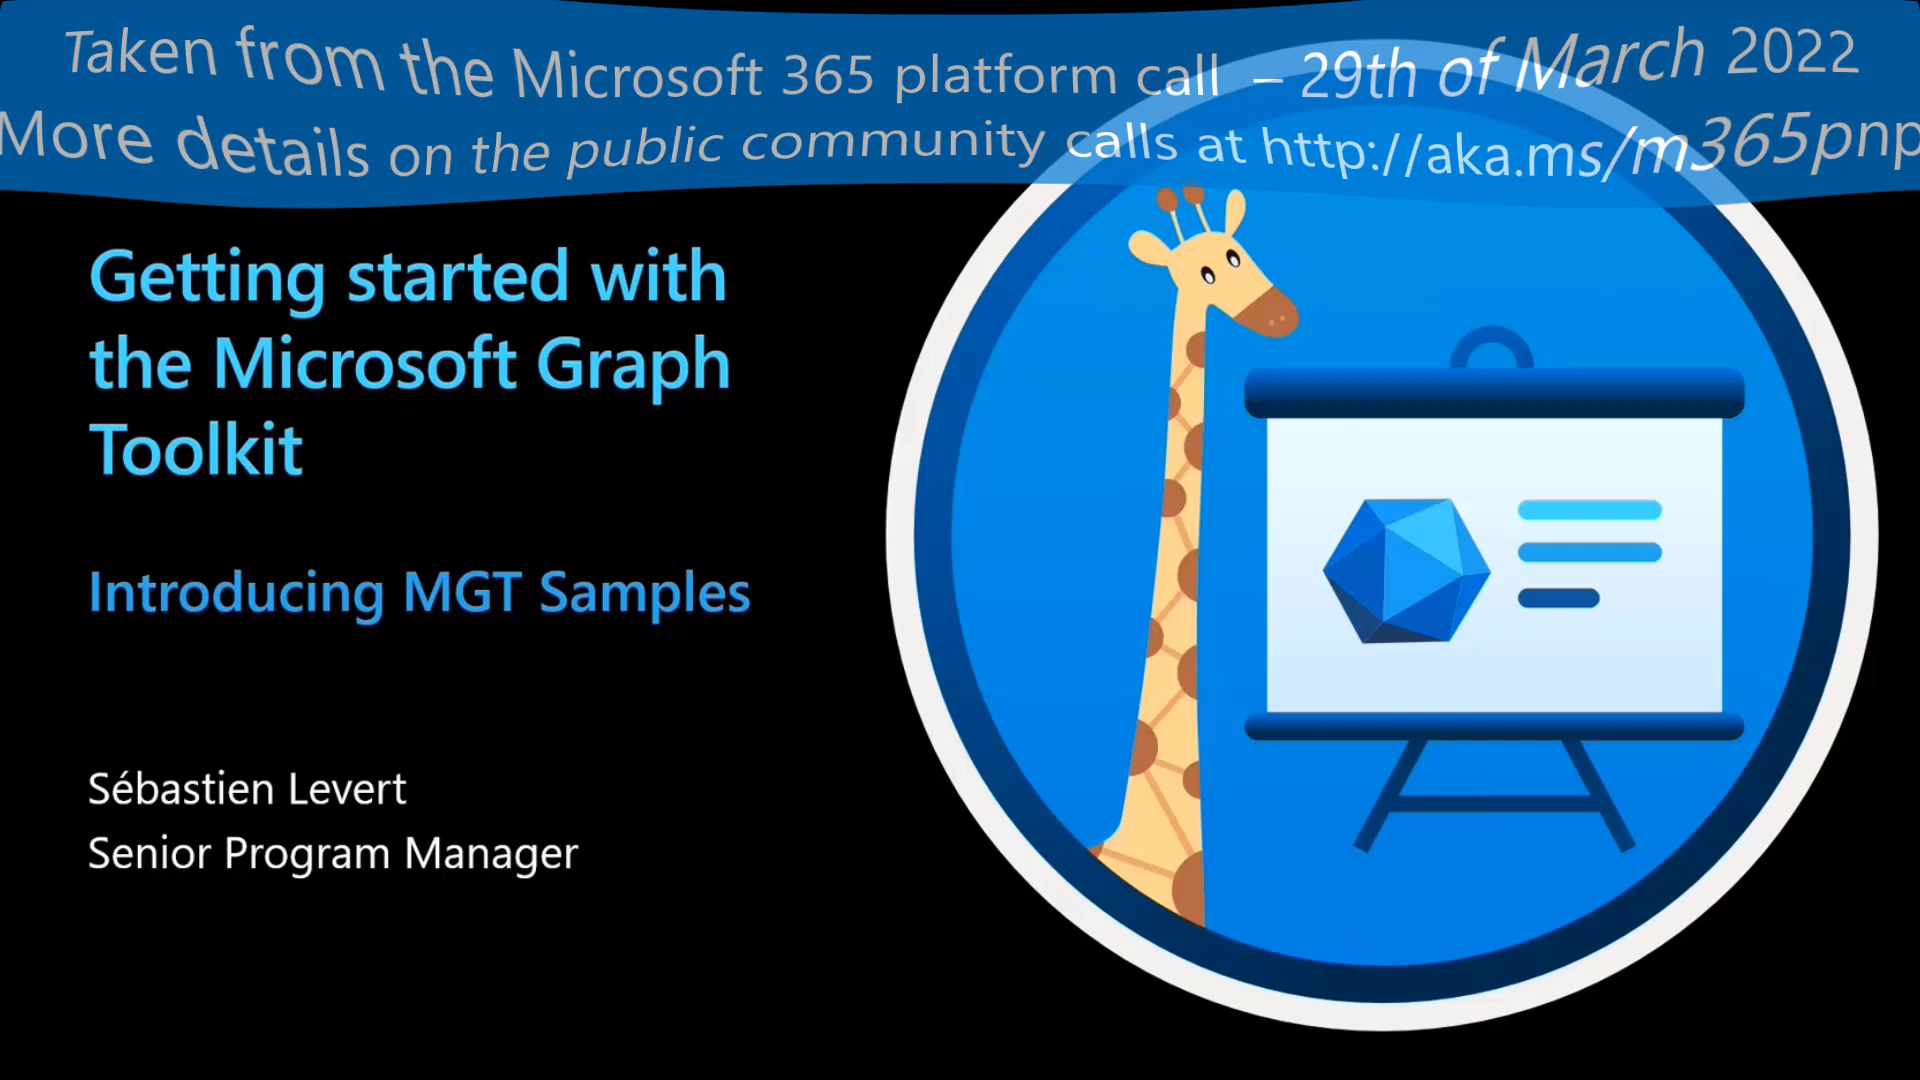 Taken from the Microsoft 365 platform call – 29th of March 2022
More details on the public community calls at http://aka.ms/m365pnp
Getting started with
the Microsoft Graph
Toolkit
Introducing MGT Samples
Sébastien Levert
Senior Program Manager